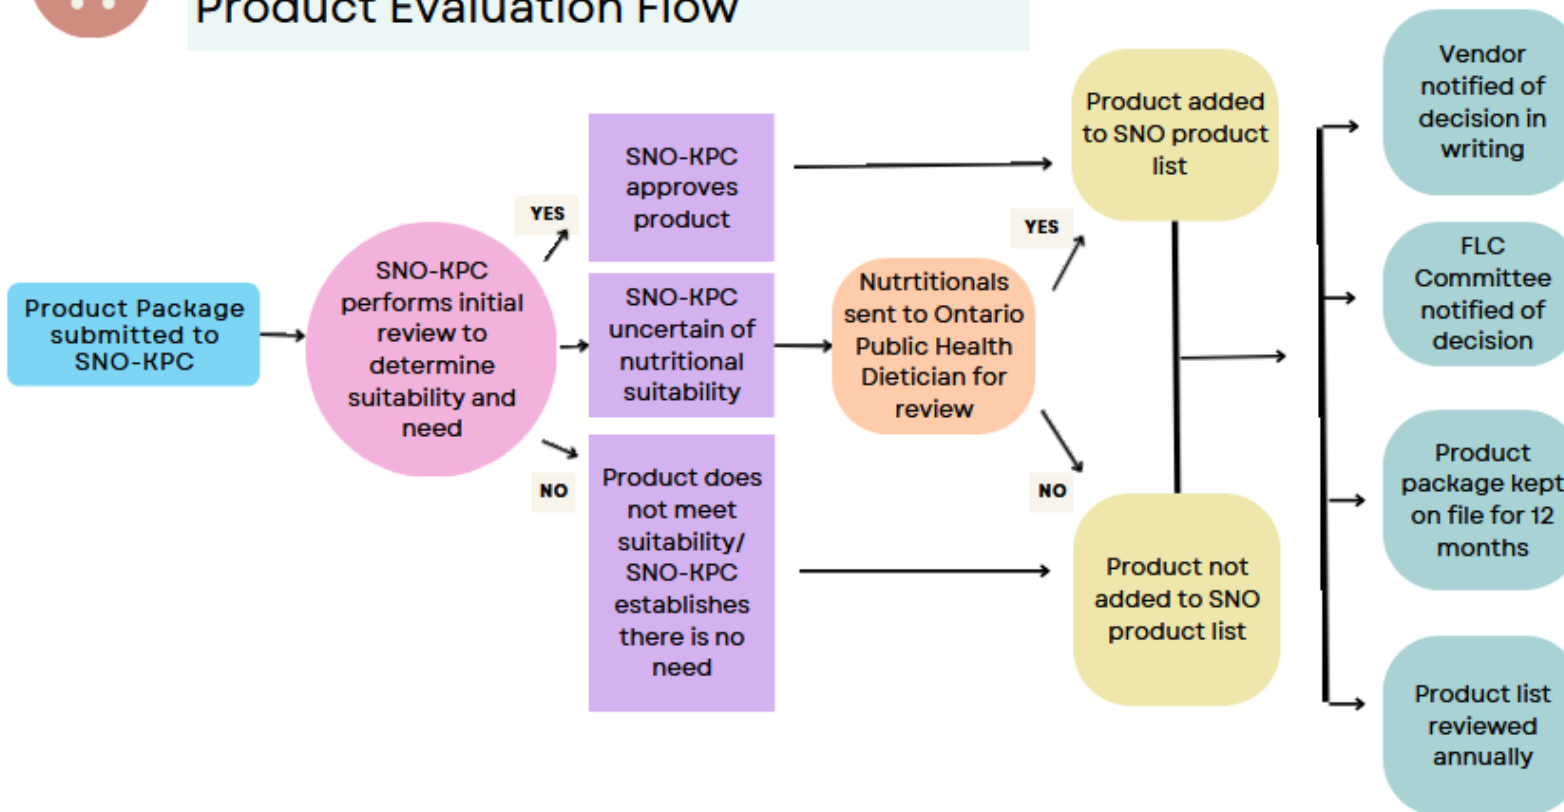 Product Evaluation Flow
Product Package
submitted to
SNO-KPC
SNO-KPC
performs initial
review to
determine
suitability and
need
YES
NO
SNO-KPC
approves
product
SNO-KPC
uncertain of
nutritional
suitability
Product does
not meet
suitability/
SNO-KPC
establishes
there is no
need
Nutrtitionals
sent to Ontario
Public Health
Dietician for
review
YES
NO
Product added
to SNO product
list
Product not
added to SNO
product list
Vendor
notified of
decision in
writing
FLC
Committee
notified of
decision
Product
package kept
on file for 12
months
Product list
reviewed
annually